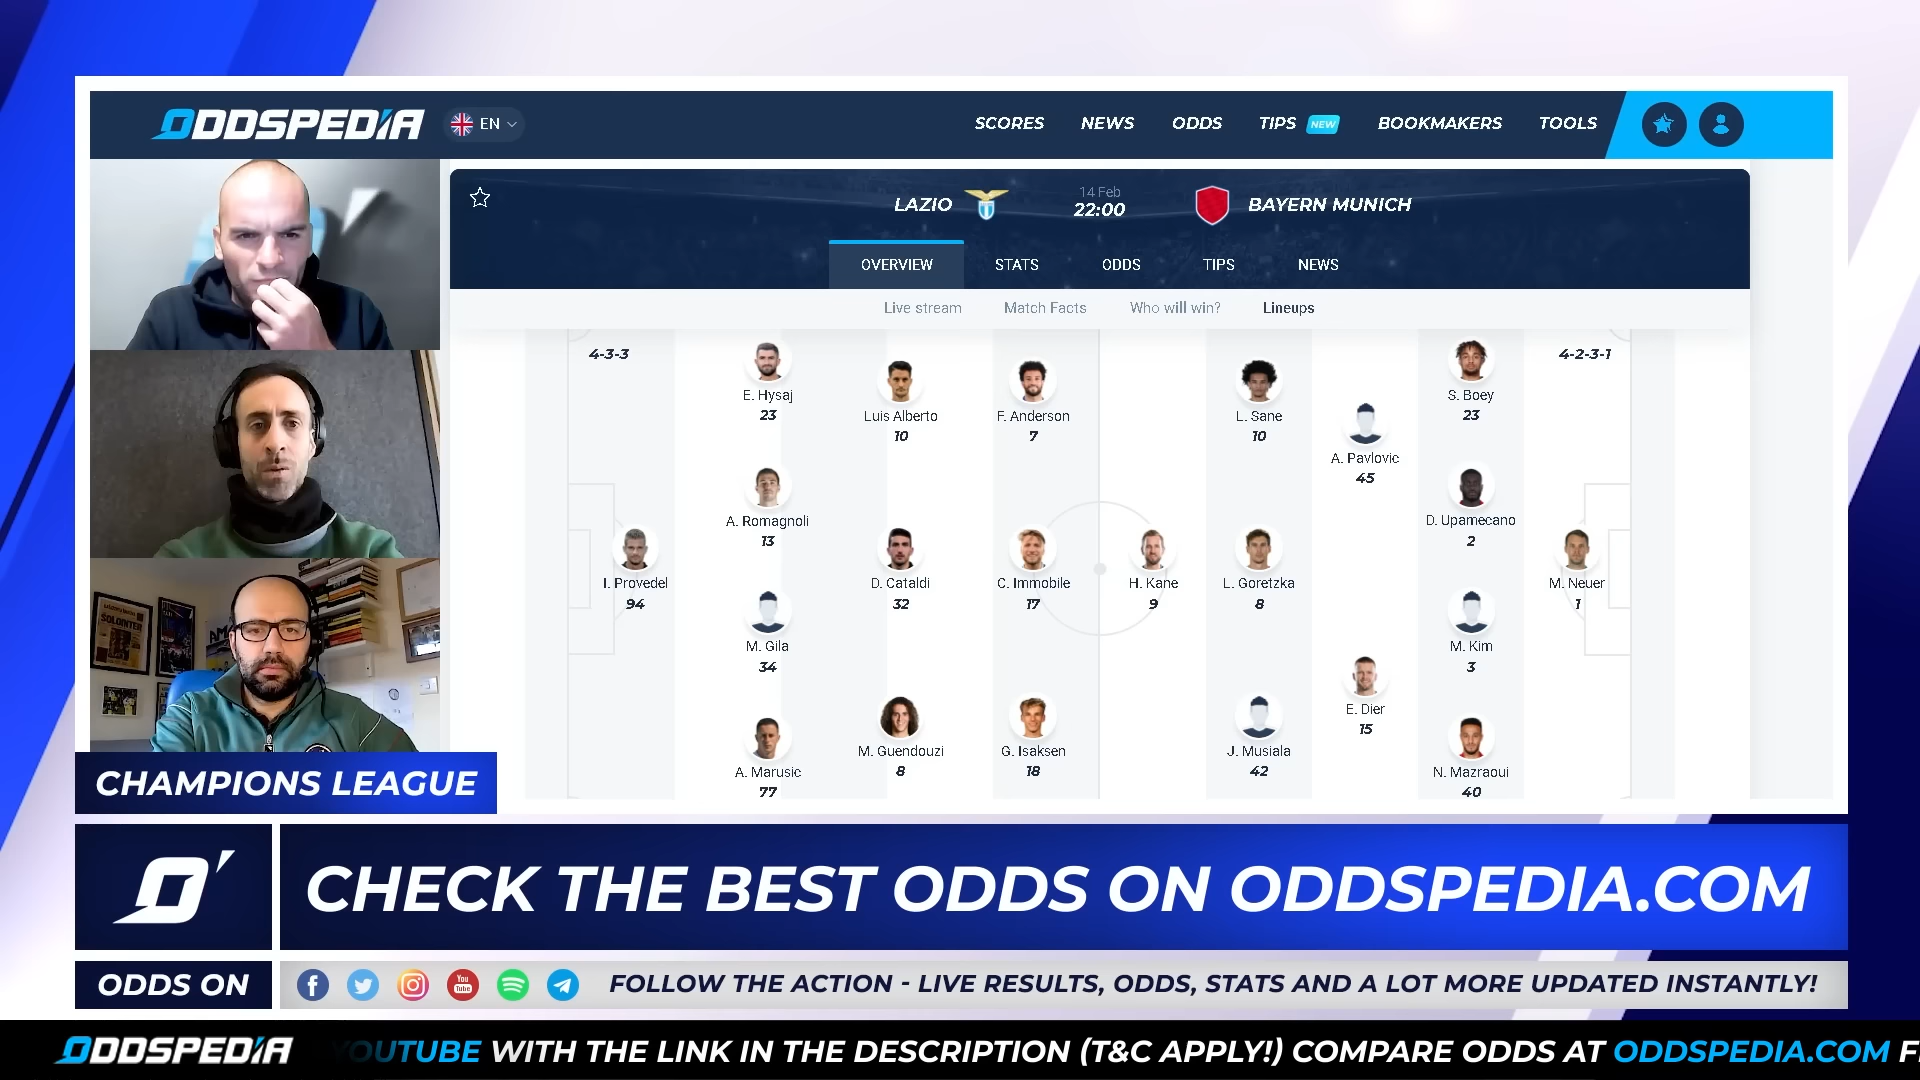 ODDSPEDIA
EN
SCORES
NEWS
ODDS
TIPS
NEW
BOOKMAKERS
TOOLS
LAZIO
14 Feb
22:00
BAYERN MUNICH
OVERVIEW
STATS
ODDS
TIPS
NEWS
Live stream
Match Facts
Who will win?
Lineups
4-3-3
4-2-3-1
I. Provedel
94
E. Hysaj
23
A. Romagnoli
13
M. Gila
34
A. Marusic
77
Luis Alberto
10
D. Cataldi
32
M. Guendouzi
8
F. Anderson
7
C. Immobile
17
G. Isaksen
18
H. Kane
9
L. Sane
10
L. Goretzka
8
J. Musiala
42
A. Pavlovic
45
E. Dier
15
S. Boey
23
D. Upamecano
2
M. Kim
3
N. Mazraoui
40
M. Neuer
1
CHAMPIONS LEAGUE
CHECK THE BEST ODDS ON ODDSPEDIA.COM
ODDS ON
You Tube
FOLLOW THE ACTION - LIVE RESULTS, ODDS, STATS AND A LOT MORE UPDATED INSTANTLY!
ODDSPEDIA
YOUTUBE WITH THE LINK IN THE DESCRIPTION (T&C APPLY!) COMPARE ODDS AT ODDSPEDIA.COM